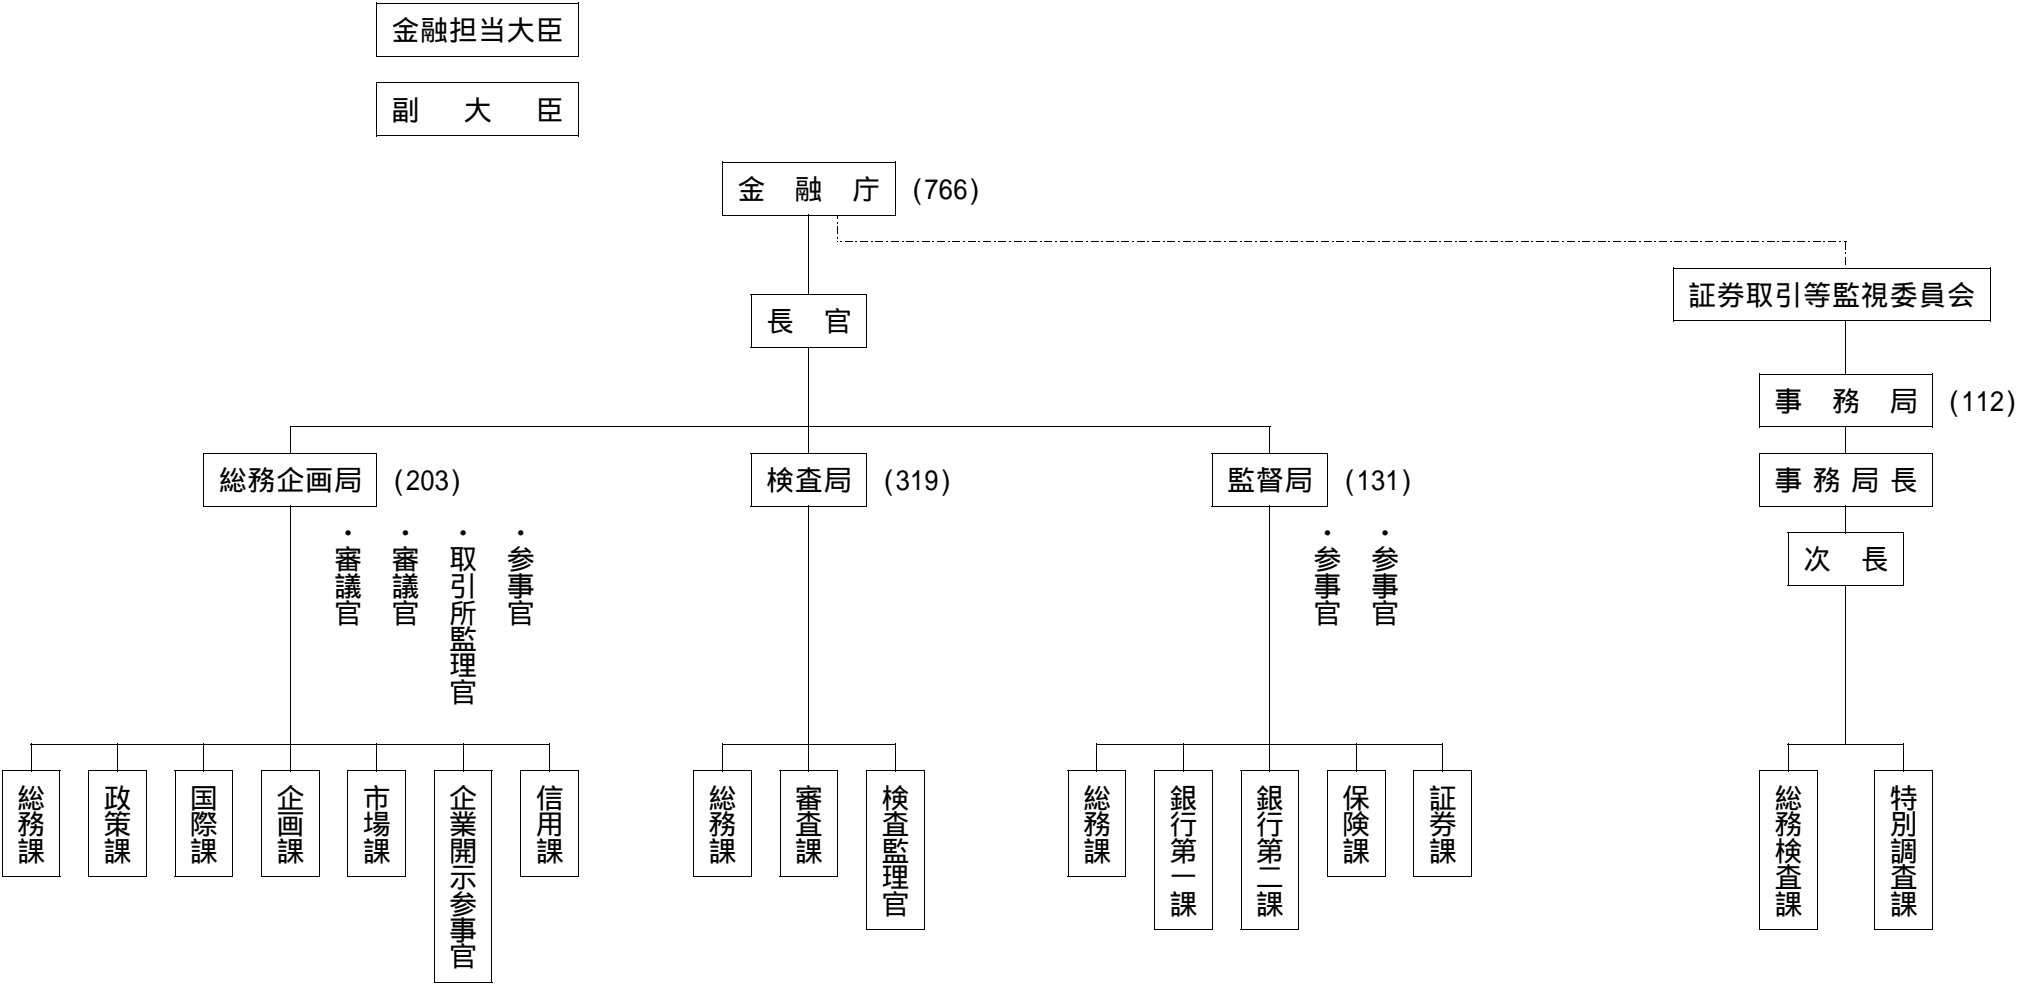 金融担当大臣
副大臣
金融庁 (766)
長官
証券取引等監視委員会
事務局 (112)
総務企画局 (203)
検査局 (319)
監督局 (131)
事務局長
次長
・審議官
・審議官
・取引所監理官
・参事官
・参事官
・参事官
総務課
政策課
国際課
企画課
市場課
企業開示参事官
信用課
総務課
審査課
検査監理官
総務課
銀行第一課
銀行第二課
保険課
証券課
総務検査課
特別調査課